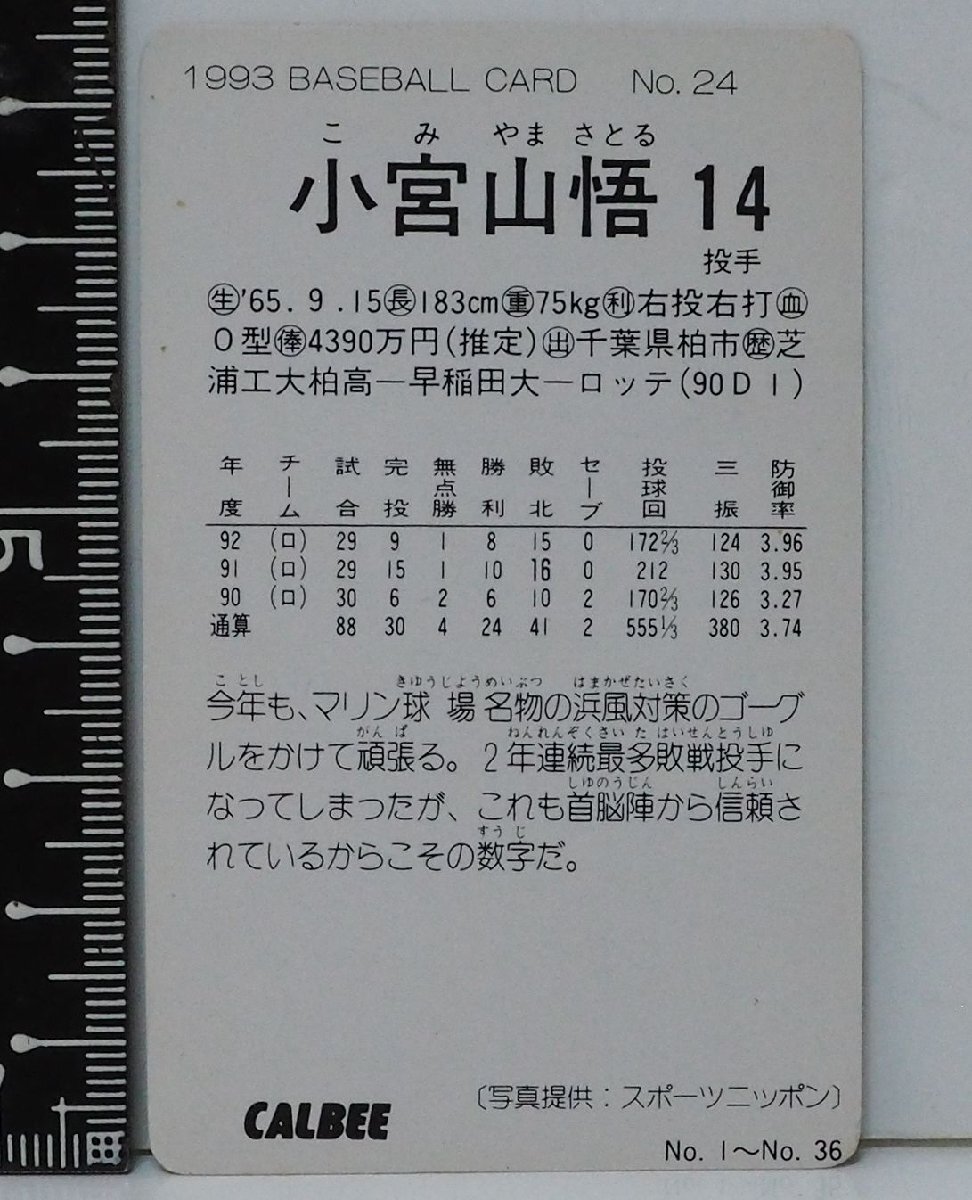 1993 BASEBALL CARD No. 24
こ み やま さとる
小宮山悟 14
投手
㊤'65. 9 .15㊐183cm㊟75kg㊒右投右打㊞
O型㊝4390万円(推定)㊛千葉県柏市㊭芝
浦工大柏高―早稲田大―ロッテ(90D1)
年度 チーム 試合 完投 無点勝 勝利 敗北 セーブ 投球回 三振 防御率
92 (ロ) 29 9 1 8 15 0 172⅔ 124 3.96
91 (ロ) 29 15 1 10 16 0 212 130 3.95
90 (ロ) 30 6 2 6 10 2 170⅔ 126 3.27
通算 88 30 4 24 41 2 555⅓ 380 3.74
ことし きゆうじようめいぶつ はまかぜたいさく
今年も、マリン球場名物の浜風対策のゴーグ
がんば ねんれんぞくさいた はいせんとうしゆ
ルをかけて頑張る。2年連続最多敗戦投手に
しゆのうじん しんらい
なってしまったが、これも首脳陣から信頼さ
すうじ
れているからこその数字だ。
〔写真提供：スポーツニッポン〕
CALBEE
No. 1〜No. 36
5